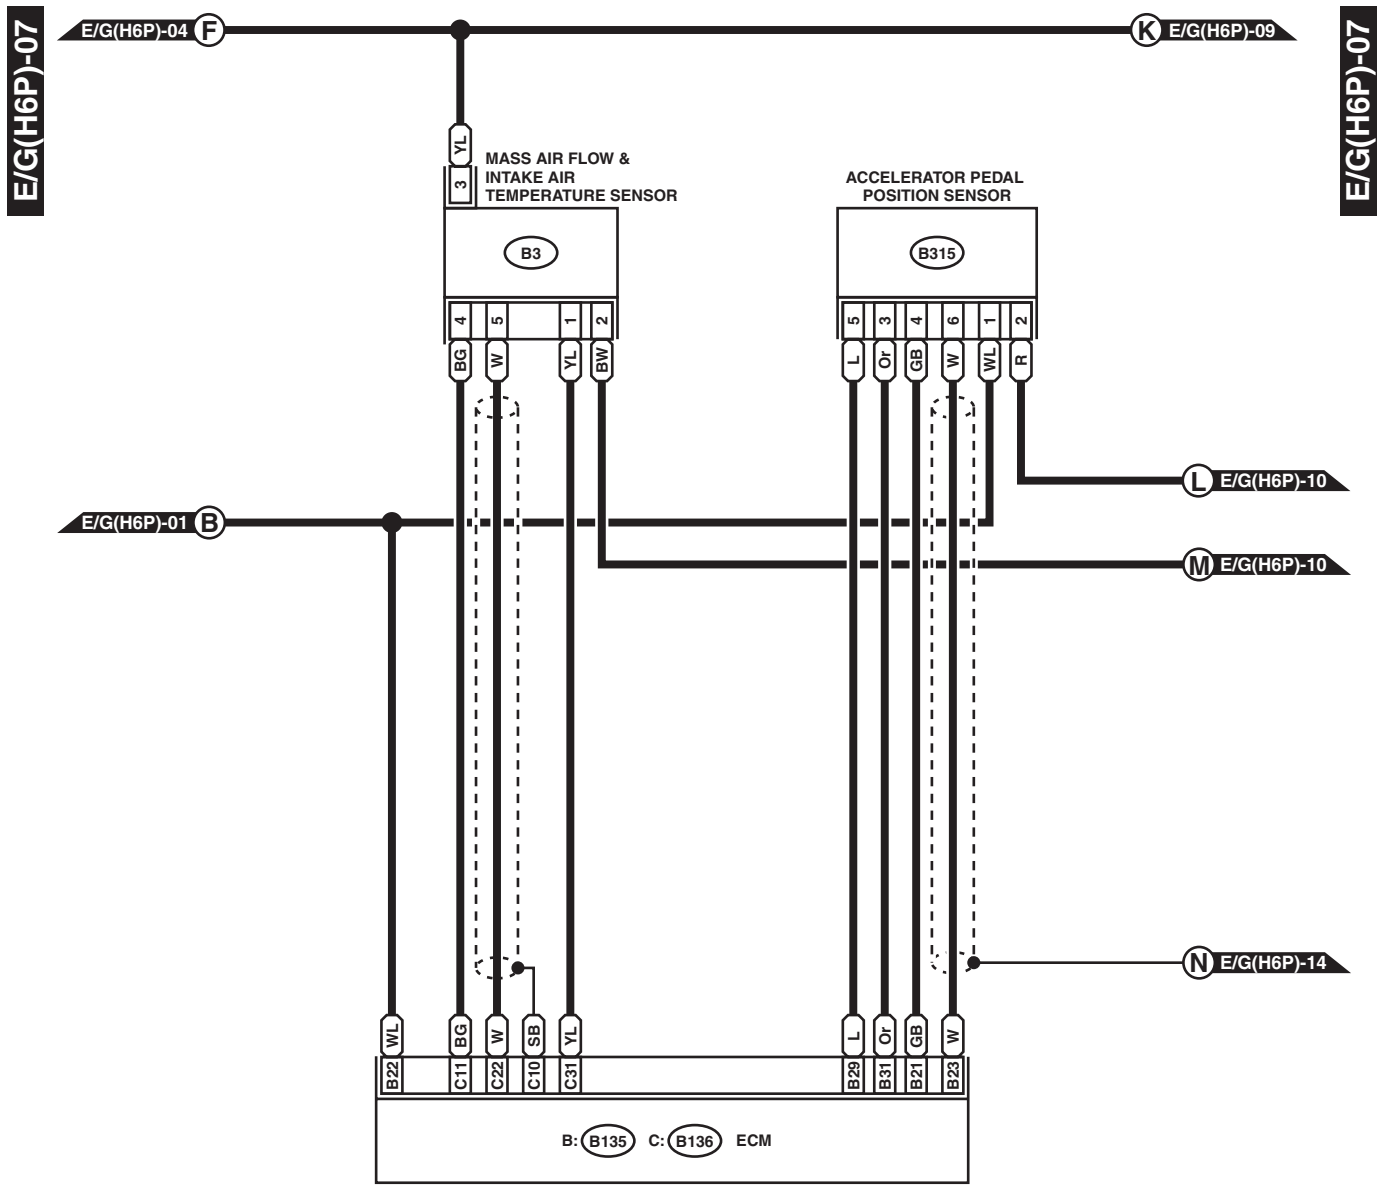 E/G(H6P)-07
E/G(H6P)-04 F
K E/G(H6P)-09
E/G(H6P)-07
YL
3
MASS AIR FLOW &
INTAKE AIR
TEMPERATURE SENSOR
ACCELERATOR PEDAL
POSITION SENSOR
B3
B315
4 5 1 2
5 3 4 6 1 2
BG W YL BW
L Or GB W WL R
L E/G(H6P)-10
E/G(H6P)-01 B
M E/G(H6P)-10
N E/G(H6P)-14
WL BG W SB YL
L Or GB W
B22 C11 C22 C10 C31
B29 B31 B21 B23
B: B135 C: B136 ECM